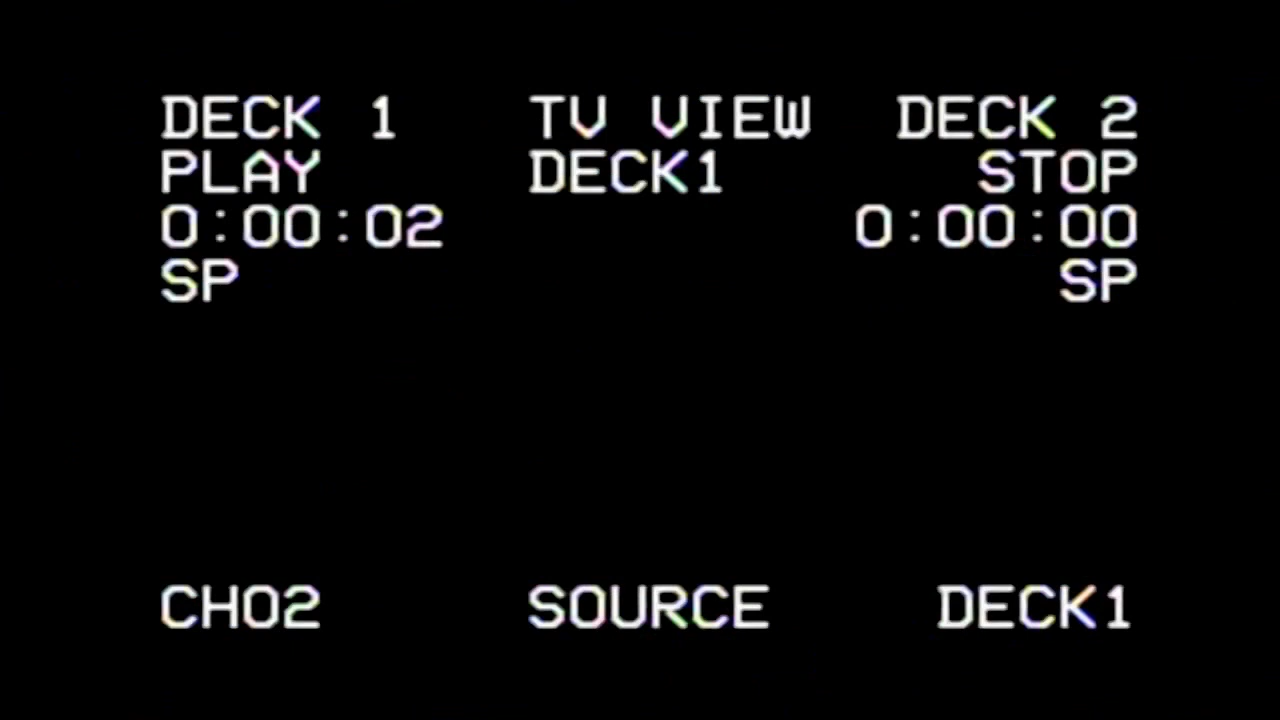 DECK 1 TV VIEW DECK 2
PLAY DECK1 STOP
0:00:02 0:00:00
SP SP
CH02 SOURCE DECK1